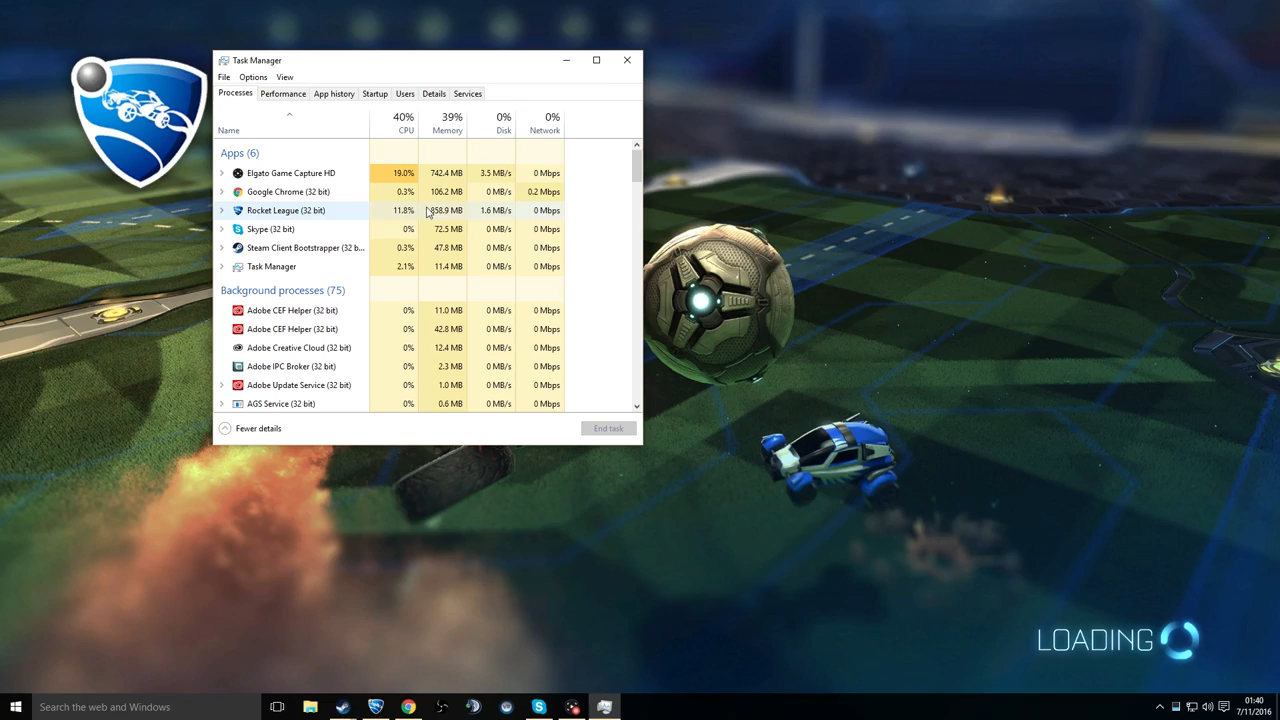 Task Manager
File Options View
Processes Performance App history Startup Users Details Services
40% 39% 0% 0%
Name CPU Memory Disk Network
Apps (6)
Elgato Game Capture HD 19.0% 742.4 MB 3.5 MB/s 0 Mbps
Google Chrome (32 bit) 0.3% 106.2 MB 0 MB/s 0.2 Mbps
Rocket League (32 bit) 11.8% 858.9 MB 1.6 MB/s 0 Mbps
Skype (32 bit) 0% 72.5 MB 0 MB/s 0 Mbps
Steam Client Bootstrapper (32 b... 0.3% 47.8 MB 0 MB/s 0 Mbps
Task Manager 2.1% 11.4 MB 0 MB/s 0 Mbps
Background processes (75)
Adobe CEF Helper (32 bit) 0% 11.0 MB 0 MB/s 0 Mbps
Adobe CEF Helper (32 bit) 0% 42.8 MB 0 MB/s 0 Mbps
Adobe Creative Cloud (32 bit) 0% 12.4 MB 0 MB/s 0 Mbps
Adobe IPC Broker (32 bit) 0% 2.3 MB 0 MB/s 0 Mbps
Adobe Update Service (32 bit) 0% 1.0 MB 0 MB/s 0 Mbps
AGS Service (32 bit) 0% 0.6 MB 0 MB/s 0 Mbps
Fewer details End task
LOADING
Search the web and Windows
01:40
7/11/2016